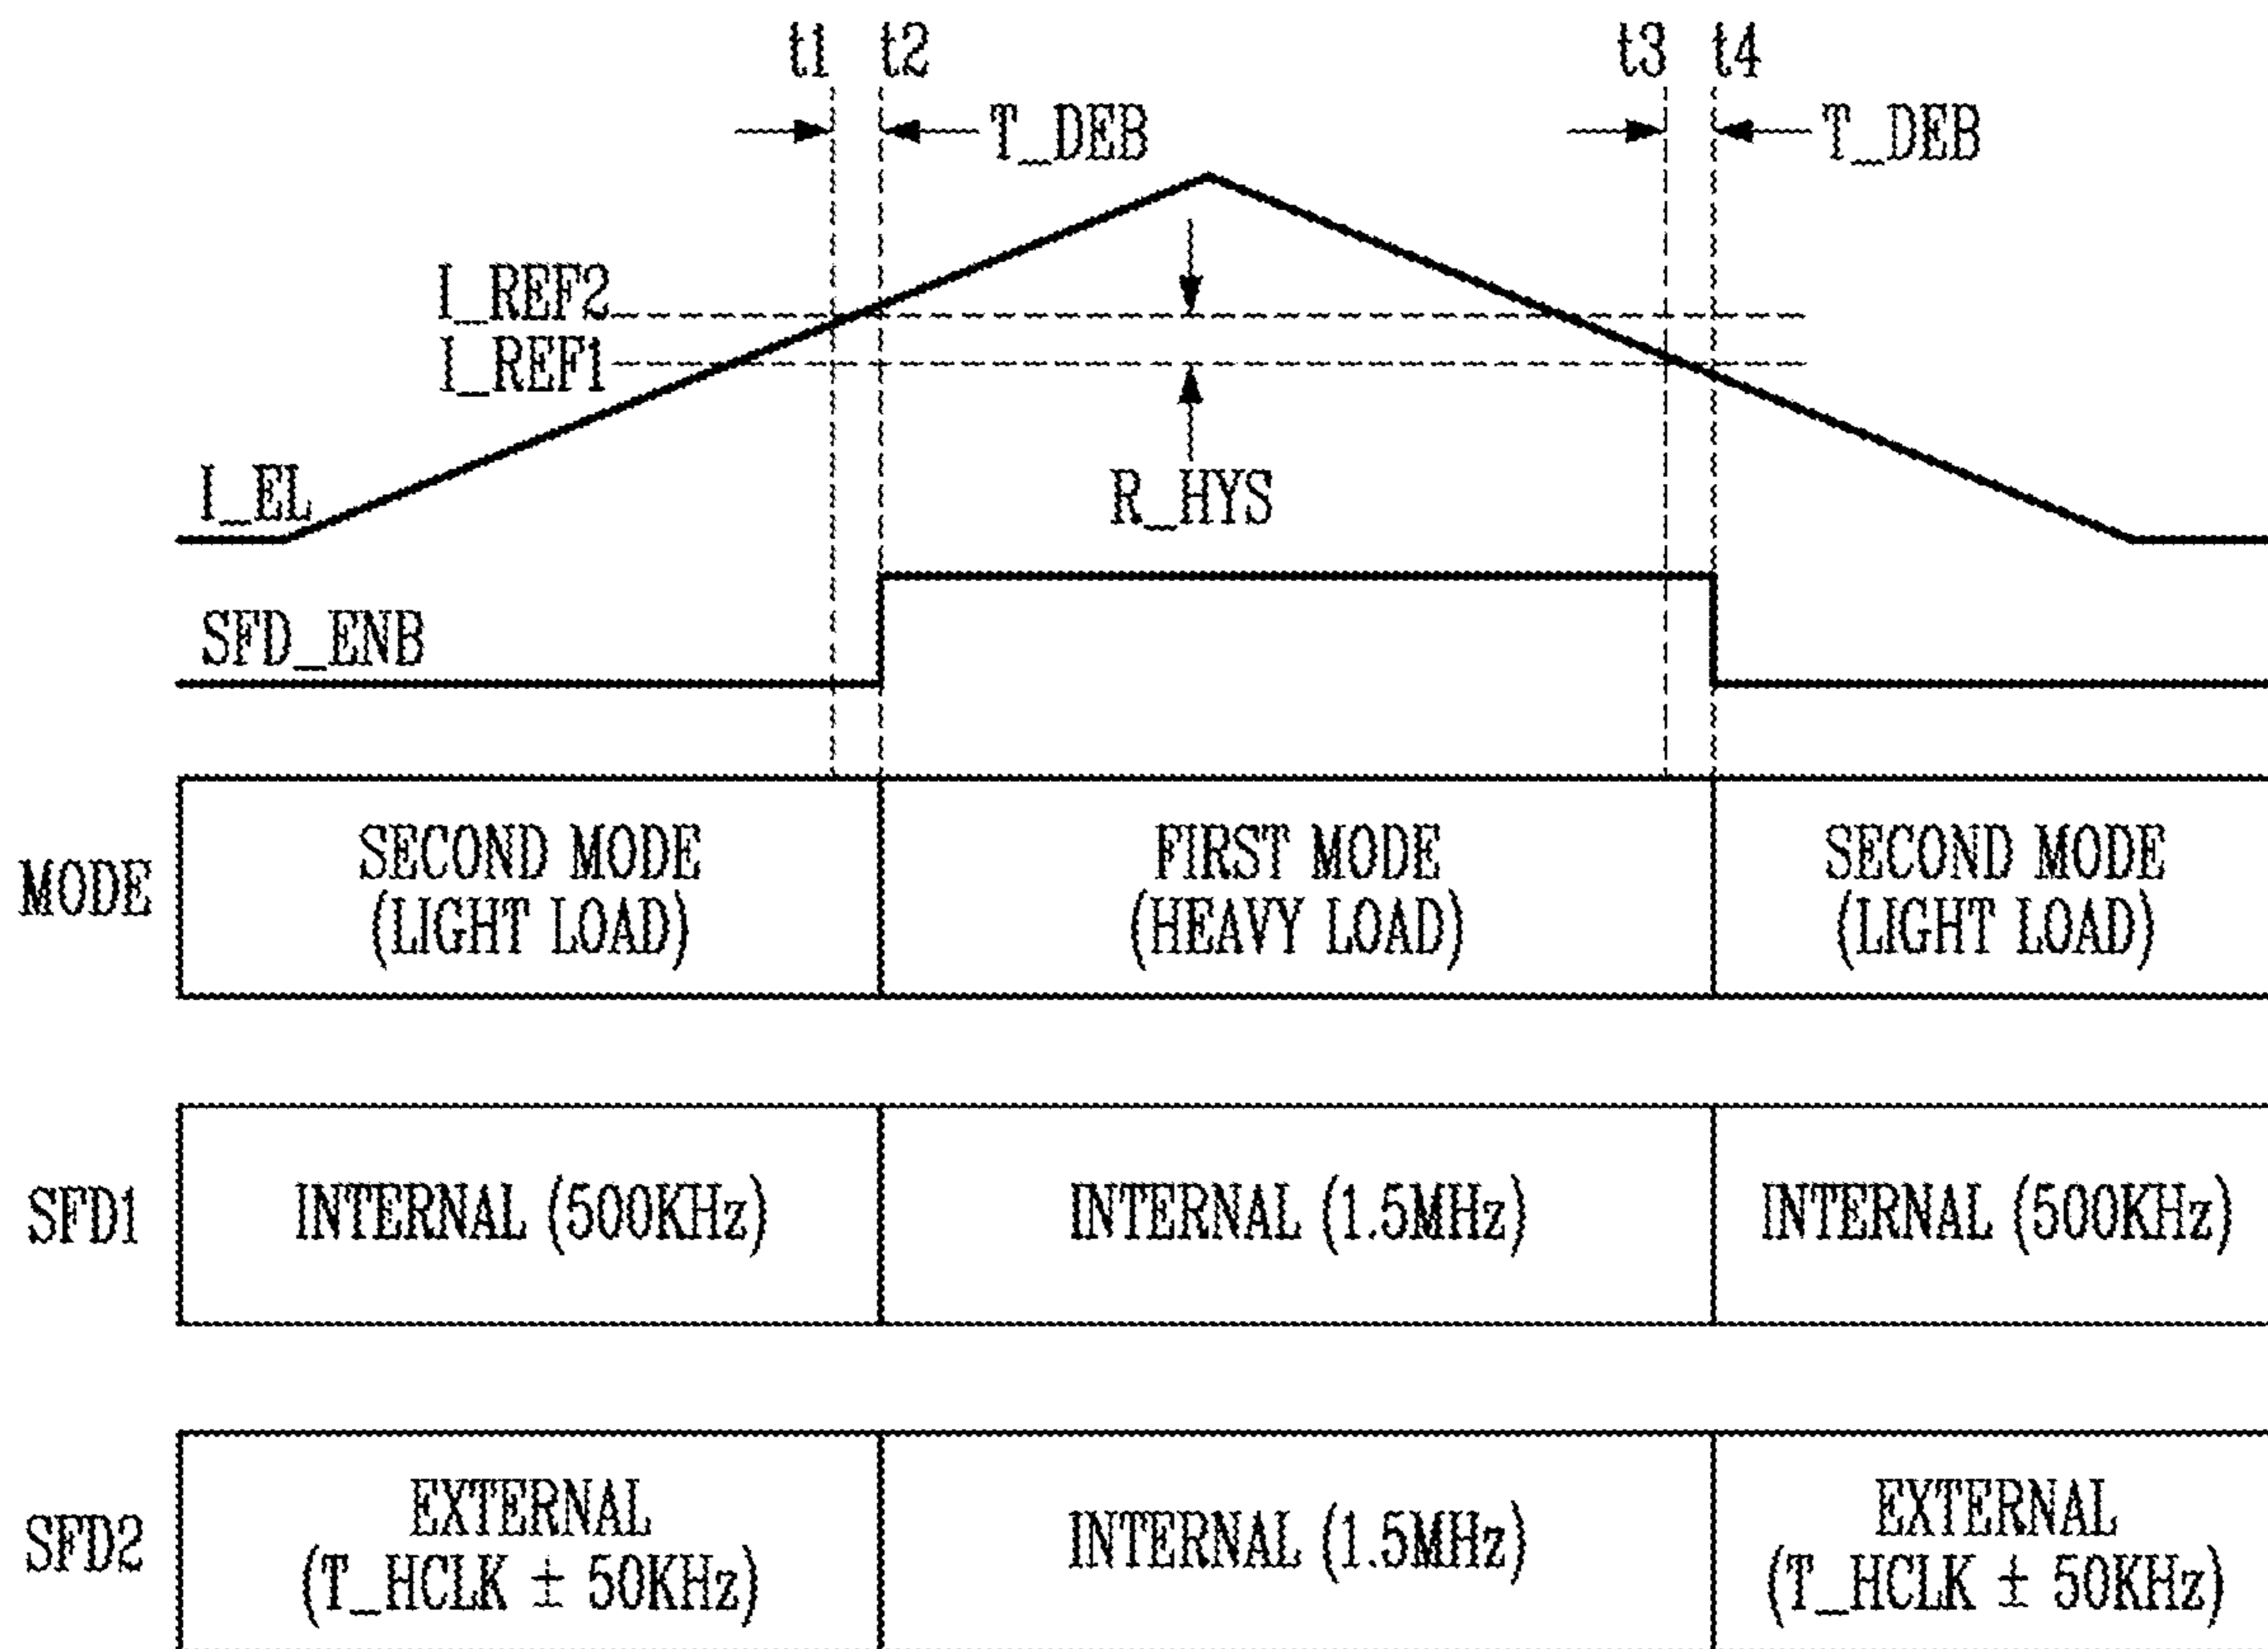 t1 t2 t3 t4
T_DEB T_DEB
I_REF2
I_REF1
I_EL
R_HYS
SFD_ENB
MODE
SECOND MODE
(LIGHT LOAD)
FIRST MODE
(HEAVY LOAD)
SECOND MODE
(LIGHT LOAD)
SFD1
INTERNAL (500KHz)
INTERNAL (1.5MHz)
INTERNAL (500KHz)
SFD2
EXTERNAL
(T_HCLK ± 50KHz)
INTERNAL (1.5MHz)
EXTERNAL
(T_HCLK ± 50KHz)